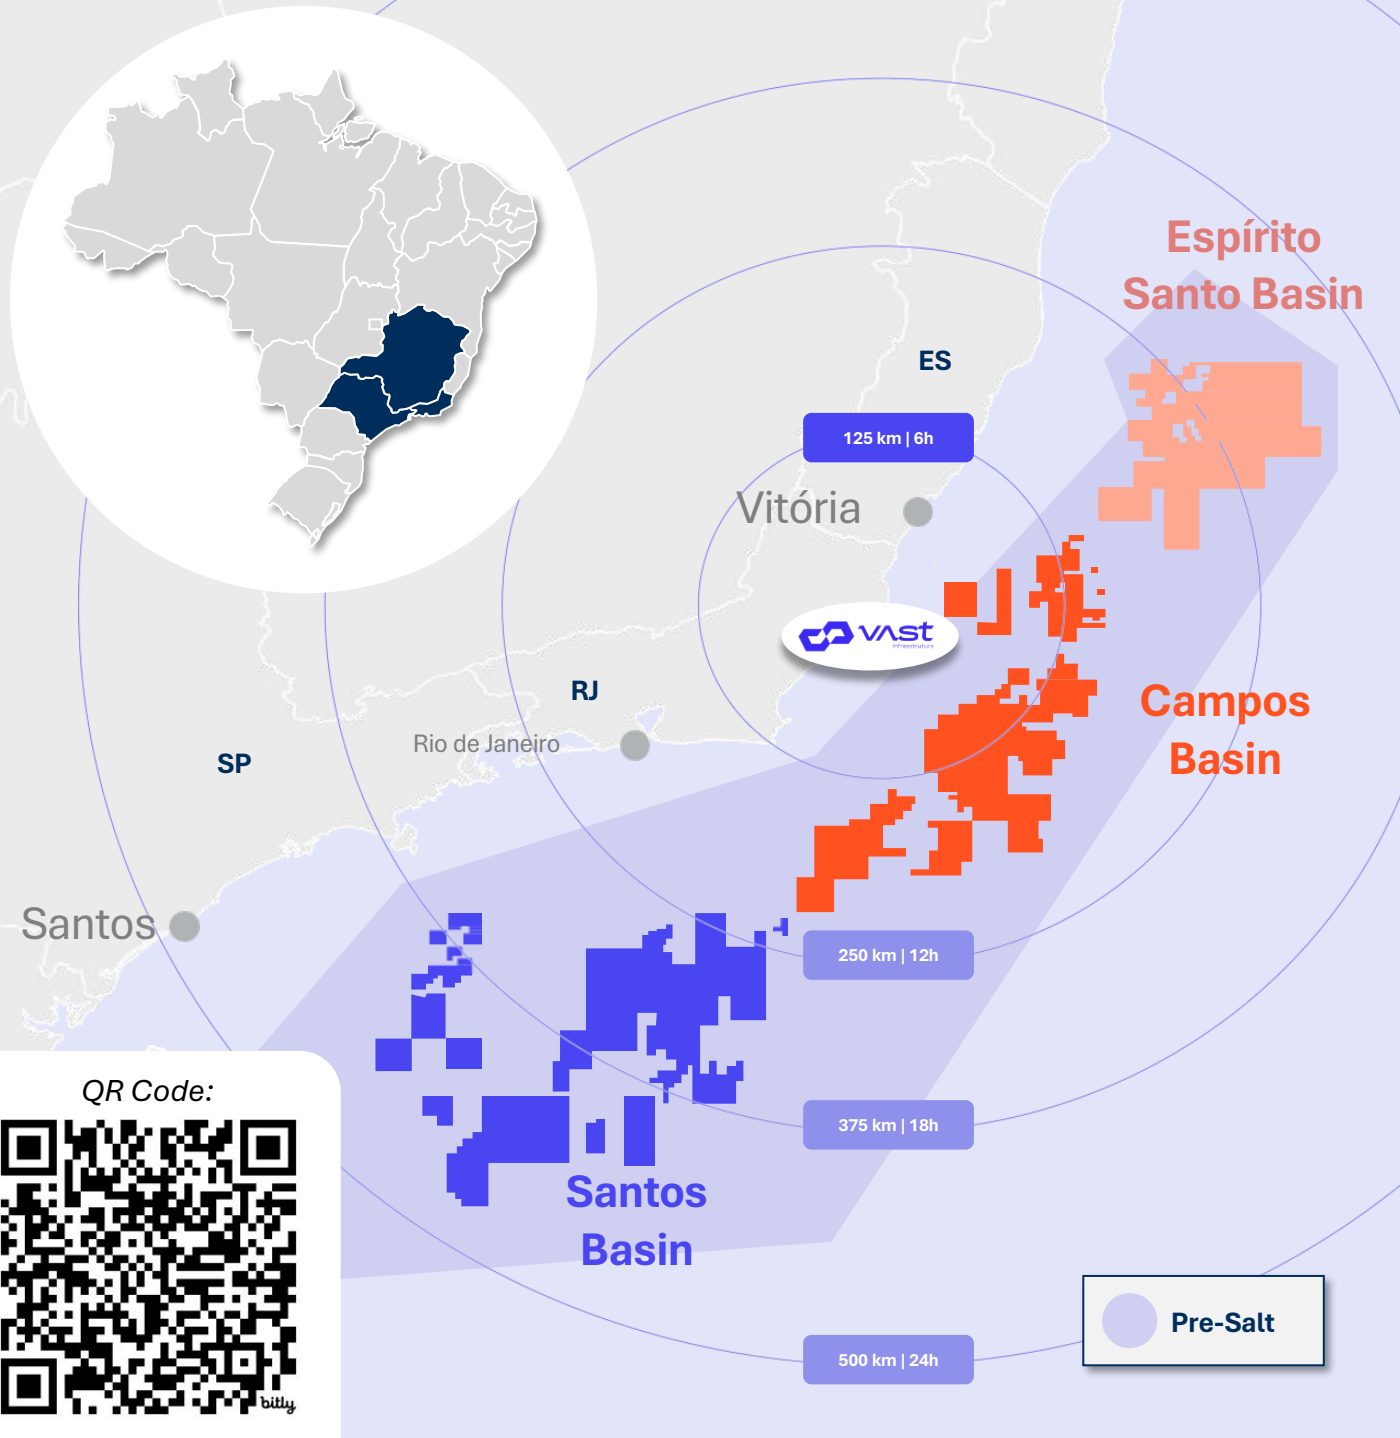 Espírito
Santo Basin
ES
125 km | 6h
Vitória
vast
infraestrutura
RJ
Campos
Basin
Rio de Janeiro
SP
Santos
250 km | 12h
QR Code:
375 km | 18h
Santos
Basin
Pre-Salt
500 km | 24h
bitly